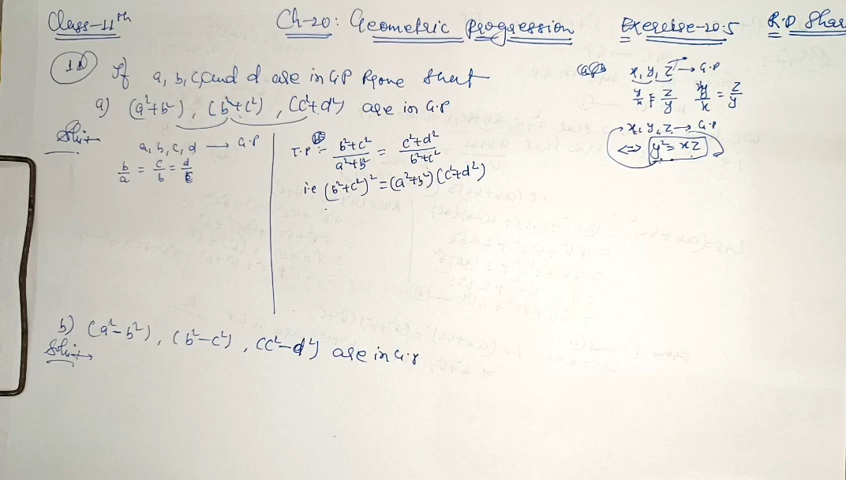 Class-11th Ch-20: Geometric Progression Exercise-20.5 R.D Shar
11 If a, b, c, and d are in GP Prove that
a) (a²+b²), (b²+c²), (c²+d²) are in G.P
Soln:→
a, b, c, d → G.P
b/a = c/b = d/c
T.P:- (b²+c²)/(a²+b²) = (c²+d²)/(b²+c²)
i.e (b²+c²)² = (a²+b²)(c²+d²)
x, y, z → G.P
y/x = z/y y/x = z/y
→ x, y, z → G.P
⇔ y² = xz
b) (a²-b²), (b²-c²), (c²-d²) are in G.P
Soln:→